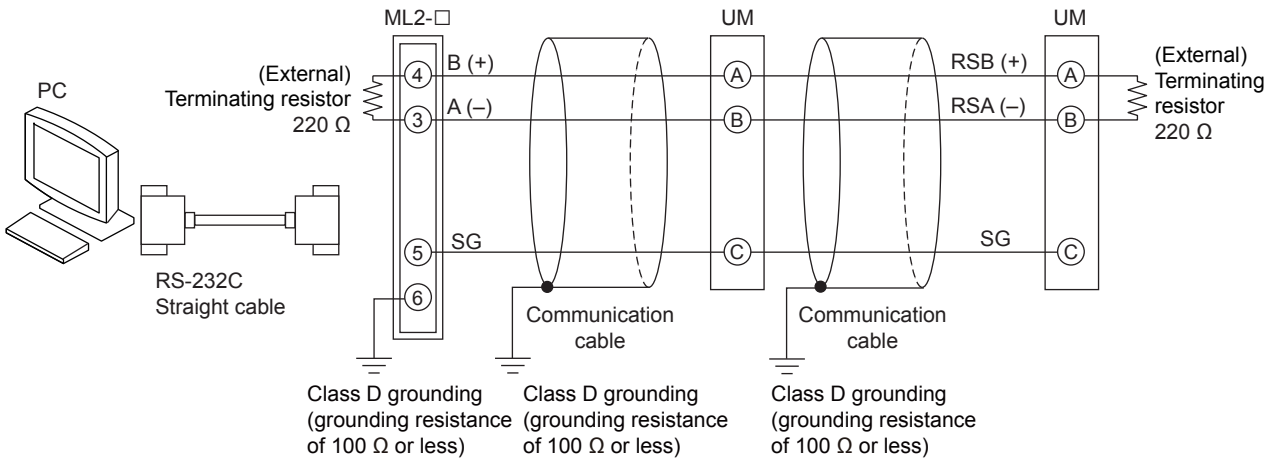 ML2-□
UM
UM
PC
(External)
Terminating resistor
220 Ω
4
B (+)
A
RSB (+)
A
3
A (–)
B
RSA (–)
B
(External)
Terminating
resistor
220 Ω
5
SG
C
SG
C
6
RS-232C
Straight cable
Communication
cable
Communication
cable
Class D grounding
(grounding resistance
of 100 Ω or less)
Class D grounding
(grounding resistance
of 100 Ω or less)
Class D grounding
(grounding resistance
of 100 Ω or less)